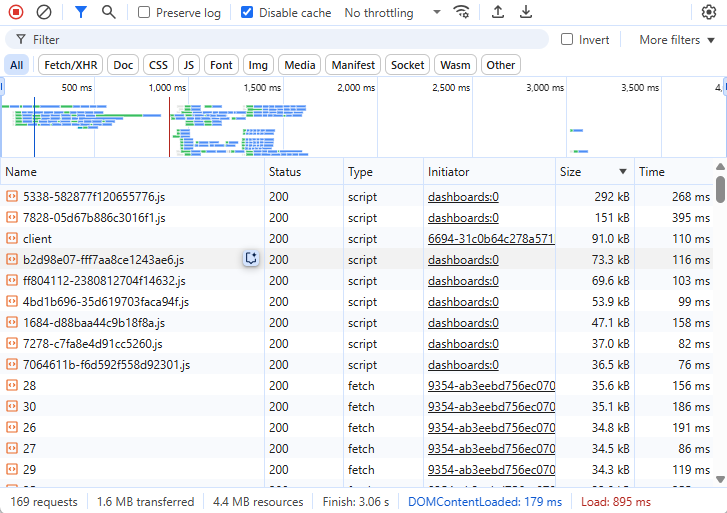 Preserve log Disable cache No throttling
Filter Invert More filters
All Fetch/XHR Doc CSS JS Font Img Media Manifest Socket Wasm Other
500 ms 1,000 ms 1,500 ms 2,000 ms 2,500 ms 3,000 ms 3,500 ms 4,
Name Status Type Initiator Size Time
5338-582877f120655776.js 200 script dashboards:0 292 kB 268 ms
7828-05d67b886c3016f1.js 200 script dashboards:0 151 kB 395 ms
client 200 script 6694-31c0b64c278a571 91.0 kB 110 ms
b2d98e07-fff7aa8ce1243ae6.js 200 script dashboards:0 73.3 kB 116 ms
ff804112-2380812704f14632.js 200 script dashboards:0 69.6 kB 103 ms
4bd1b696-35d619703faca94f.js 200 script dashboards:0 53.9 kB 99 ms
1684-d88baa44c9b18f8a.js 200 script dashboards:0 47.1 kB 158 ms
7278-c7fa8e4d91cc5260.js 200 script dashboards:0 37.0 kB 82 ms
7064611b-f6d592f558d92301.js 200 script dashboards:0 36.5 kB 76 ms
28 200 fetch 9354-ab3eebd756ec070 35.6 kB 156 ms
30 200 fetch 9354-ab3eebd756ec070 35.1 kB 186 ms
26 200 fetch 9354-ab3eebd756ec070 34.8 kB 191 ms
27 200 fetch 9354-ab3eebd756ec070 34.5 kB 86 ms
29 200 fetch 9354-ab3eebd756ec070 34.3 kB 119 ms
169 requests 1.6 MB transferred 4.4 MB resources Finish: 3.06 s DOMContentLoaded: 179 ms Load: 895 ms